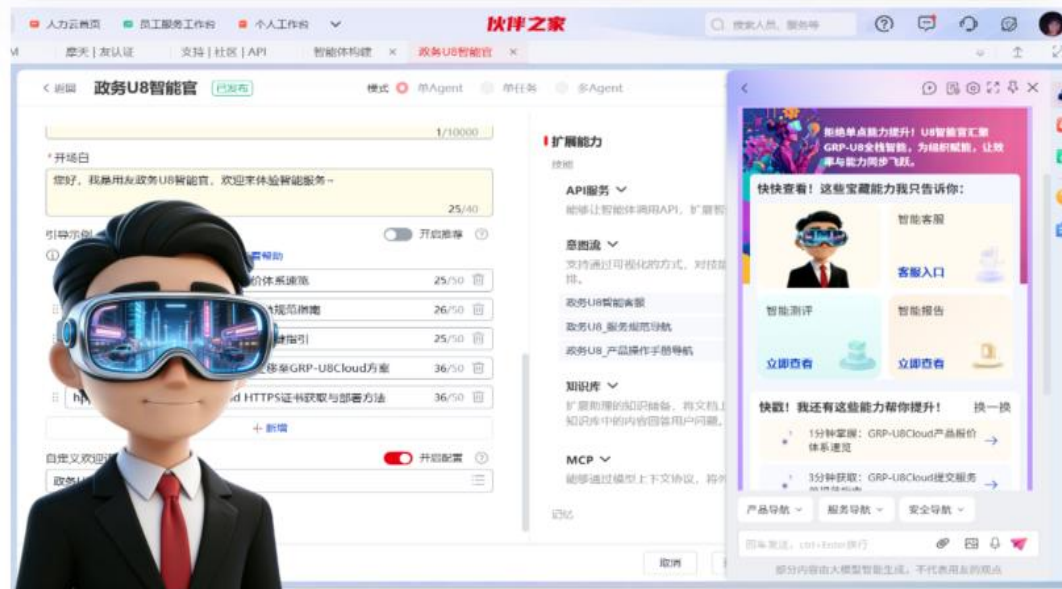 人力云首页 员工服务工作台 个人工作台 伙伴之家 搜索人员、服务等
摩天|友认证 支持|社区|API 智能体构建 × 政务U8智能官 ×
< 返回 政务U8智能官 已发布 模式 单Agent 单任务 多Agent
1/10000
*开场白
您好，我是用友政务U8智能官，欢迎来体验智能服务~
25/40
引导示例 开启推荐
看帮助
价体系速览 25/50
规范指南 26/50
指引 25/50
移至GRP-U8Cloud方案 36/50
HTTPS证书获取与部署方法 36/50
+ 新增
自定义欢迎 开启配置
政务U
取消
扩展能力
技能
API服务
能够让智能体调用API，扩展智
意图流
支持通过可视化的方式，对技能
排。
政务U8智能客服
政务U8_服务规范导航
政务U8_产品操作手册导航
知识库
扩展助理的知识储备，将文档上
知识库中的内容回答用户问题。
MCP
能够通过模型上下文协议，将外
记忆
拒绝单点能力提升！U8智能官汇聚
GRP-U8全栈智能，为组织赋能，让效
率与能力同步飞跃。
快快查看！这些宝藏能力我只告诉你：
智能客服
客服入口
智能测评 智能报告
立即查看 立即查看
快戳！我还有这些能力帮你提升！ 换一换
1分钟掌握：GRP-U8Cloud产品报价
体系速览
3分钟获取：GRP-U8Cloud提交服务
产品导航 服务导航 安全导航
回车发送，Ctrl+Enter换行
部分内容由大模型智能生成，不代表用友的观点